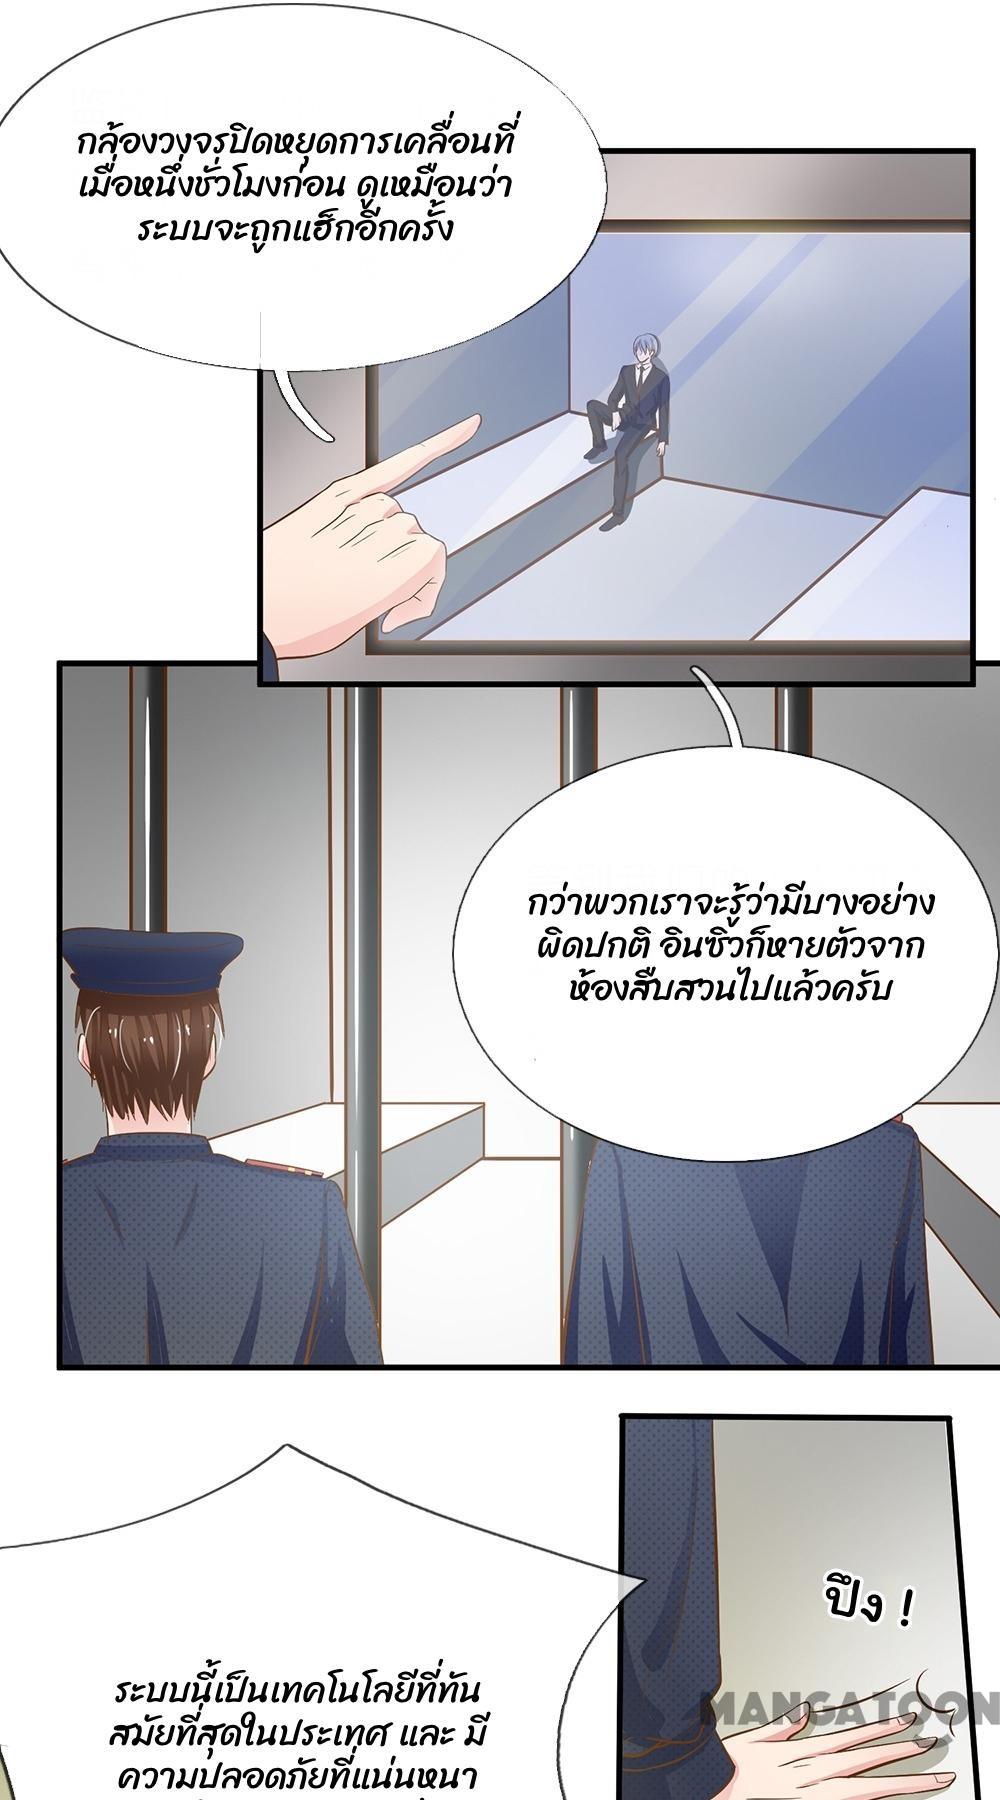 กล้องวงจรปิดหยุดการเคลื่อนที่
เมื่อหนึ่งชั่วโมงก่อน ดูเหมือนว่า
ระบบจะถูกแฮ็กอีกครั้ง
กว่าพวกเราจะรู้ว่ามีบางอย่าง
ผิดปกติ อินซิวก็หายตัวจาก
ห้องสืบสวนไปแล้วครับ
ปึง !
ระบบนี้เป็นเทคโนโลยีที่ทัน
สมัยที่สุดในประเทศ และ มี
ความปลอดภัยที่แน่นหนา
MANGATOON